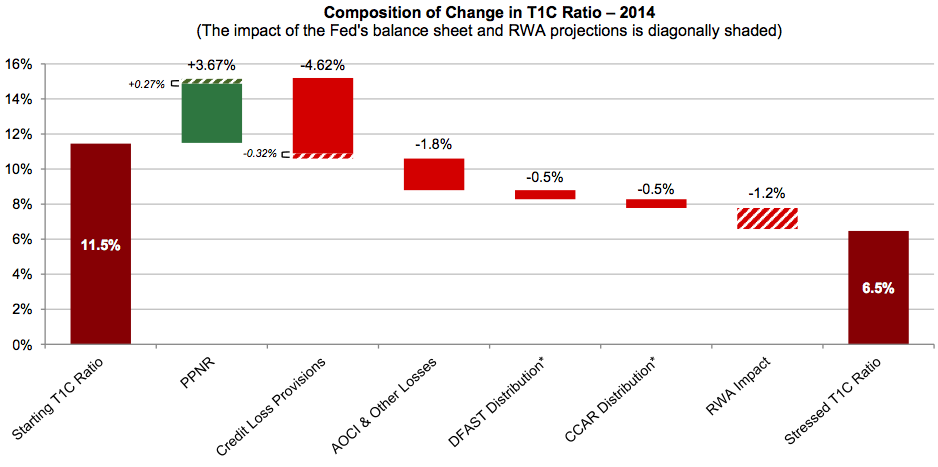 Composition of Change in T1C Ratio – 2014
(The impact of the Fed's balance sheet and RWA projections is diagonally shaded)
16%
14%
12%
10%
8%
6%
4%
2%
0%
+3.67%
+0.27%
-4.62%
-0.32%
-1.8%
-0.5%
-0.5%
-1.2%
11.5%
6.5%
Starting T1C Ratio
PPNR
Credit Loss Provisions
AOCI & Other Losses
DFAST Distribution*
CCAR Distribution*
RWA Impact
Stressed T1C Ratio